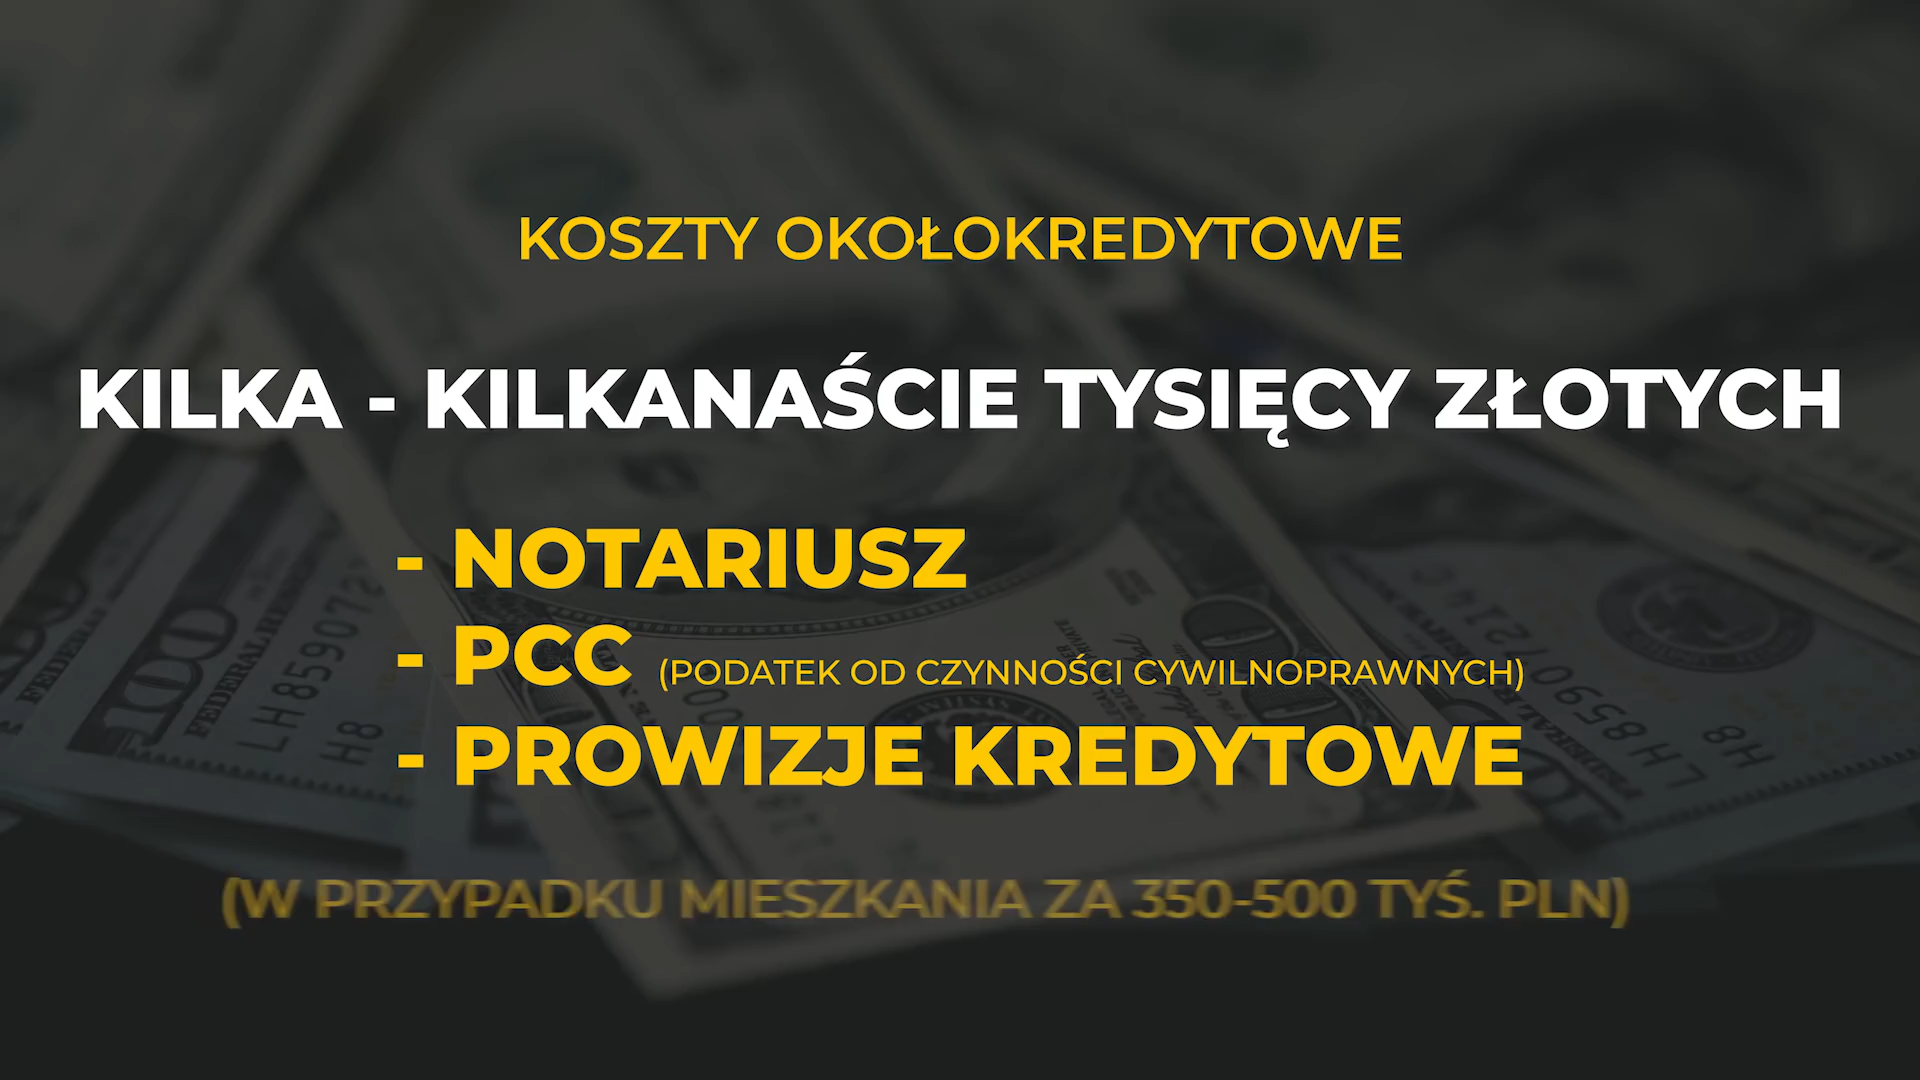 KOSZTY OKOŁOKREDYTOWE
KILKA - KILKANAŚCIE TYSIĘCY ZŁOTYCH
- NOTARIUSZ
- PCC (PODATEK OD CZYNNOŚCI CYWILNOPRAWNYCH)
- PROWIZJE KREDYTOWE
(W PRZYPADKU MIESZKANIA ZA 350-500 TYŚ. PLN)